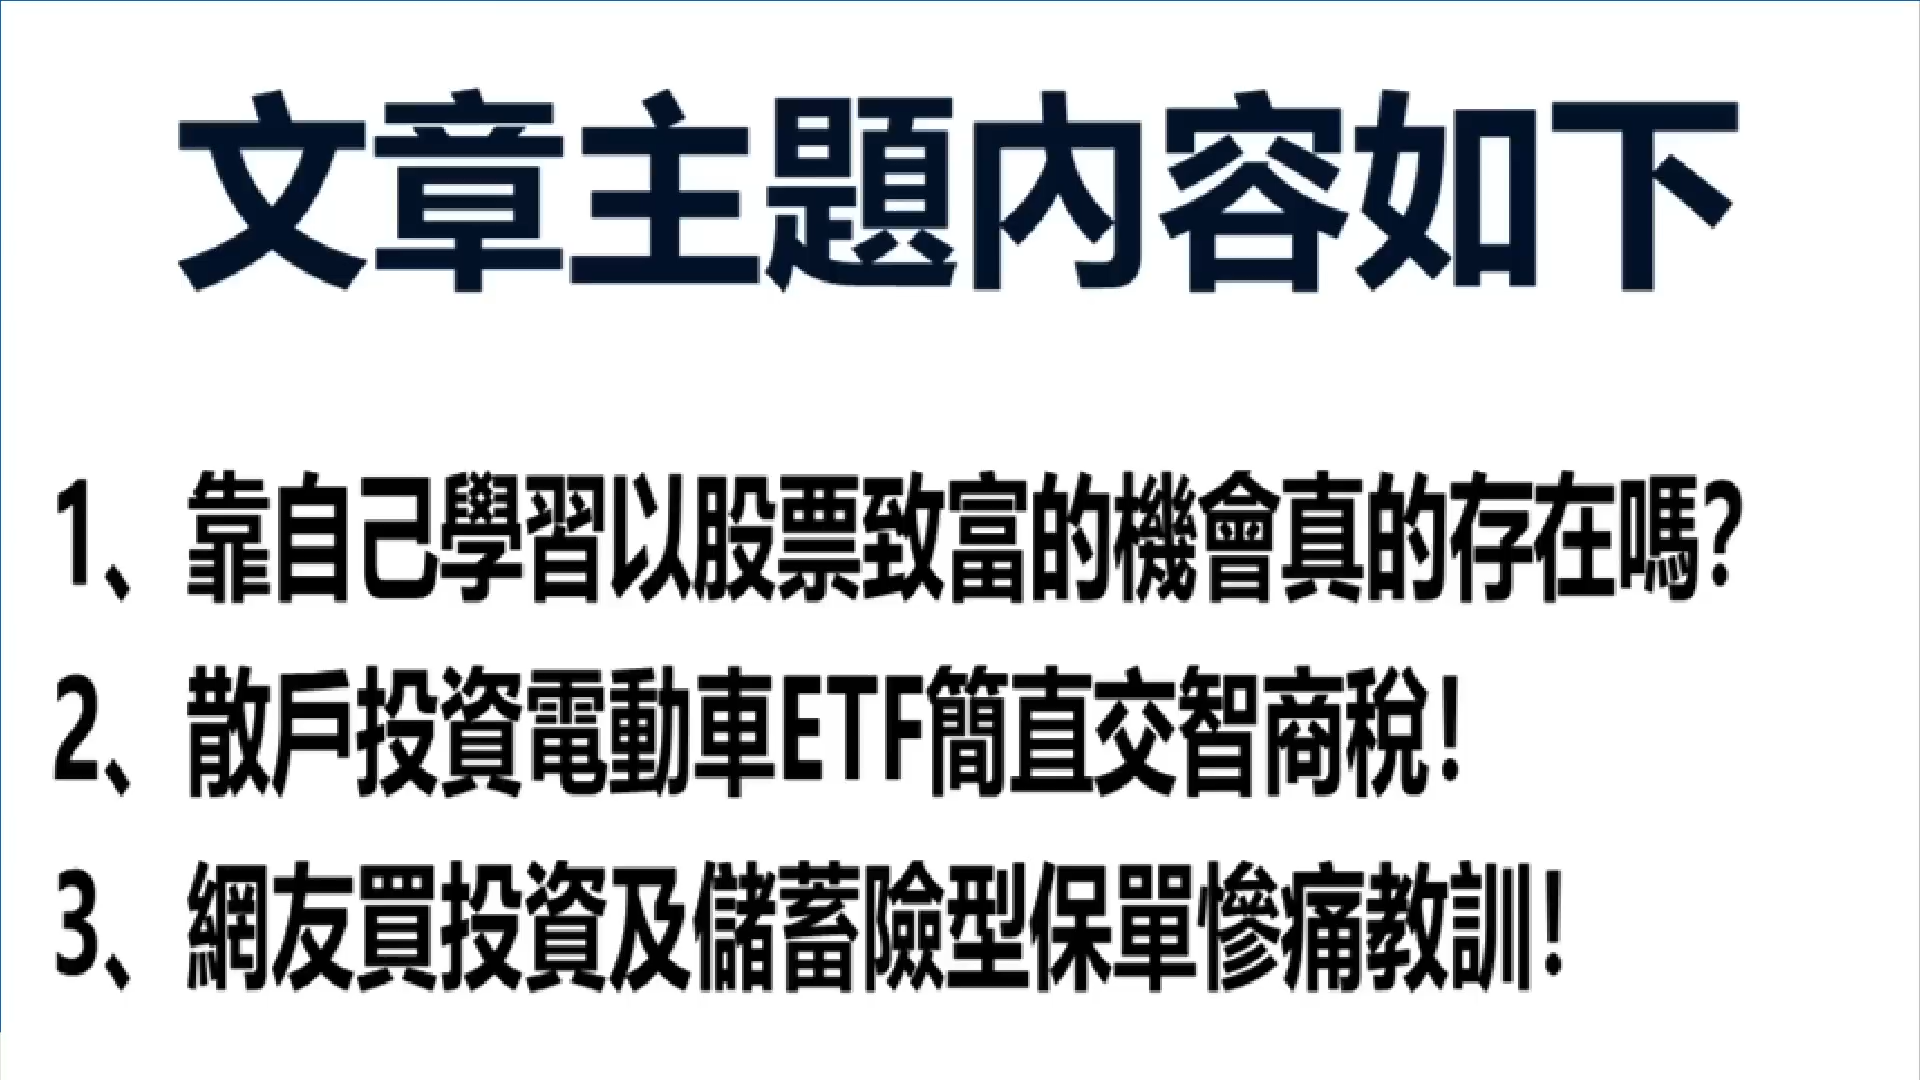 文章主題內容如下
1、靠自己學習以股票致富的機會真的存在嗎?
2、散戶投資電動車ETF簡直交智商稅!
3、網友買投資及儲蓄險型保單慘痛教訓!